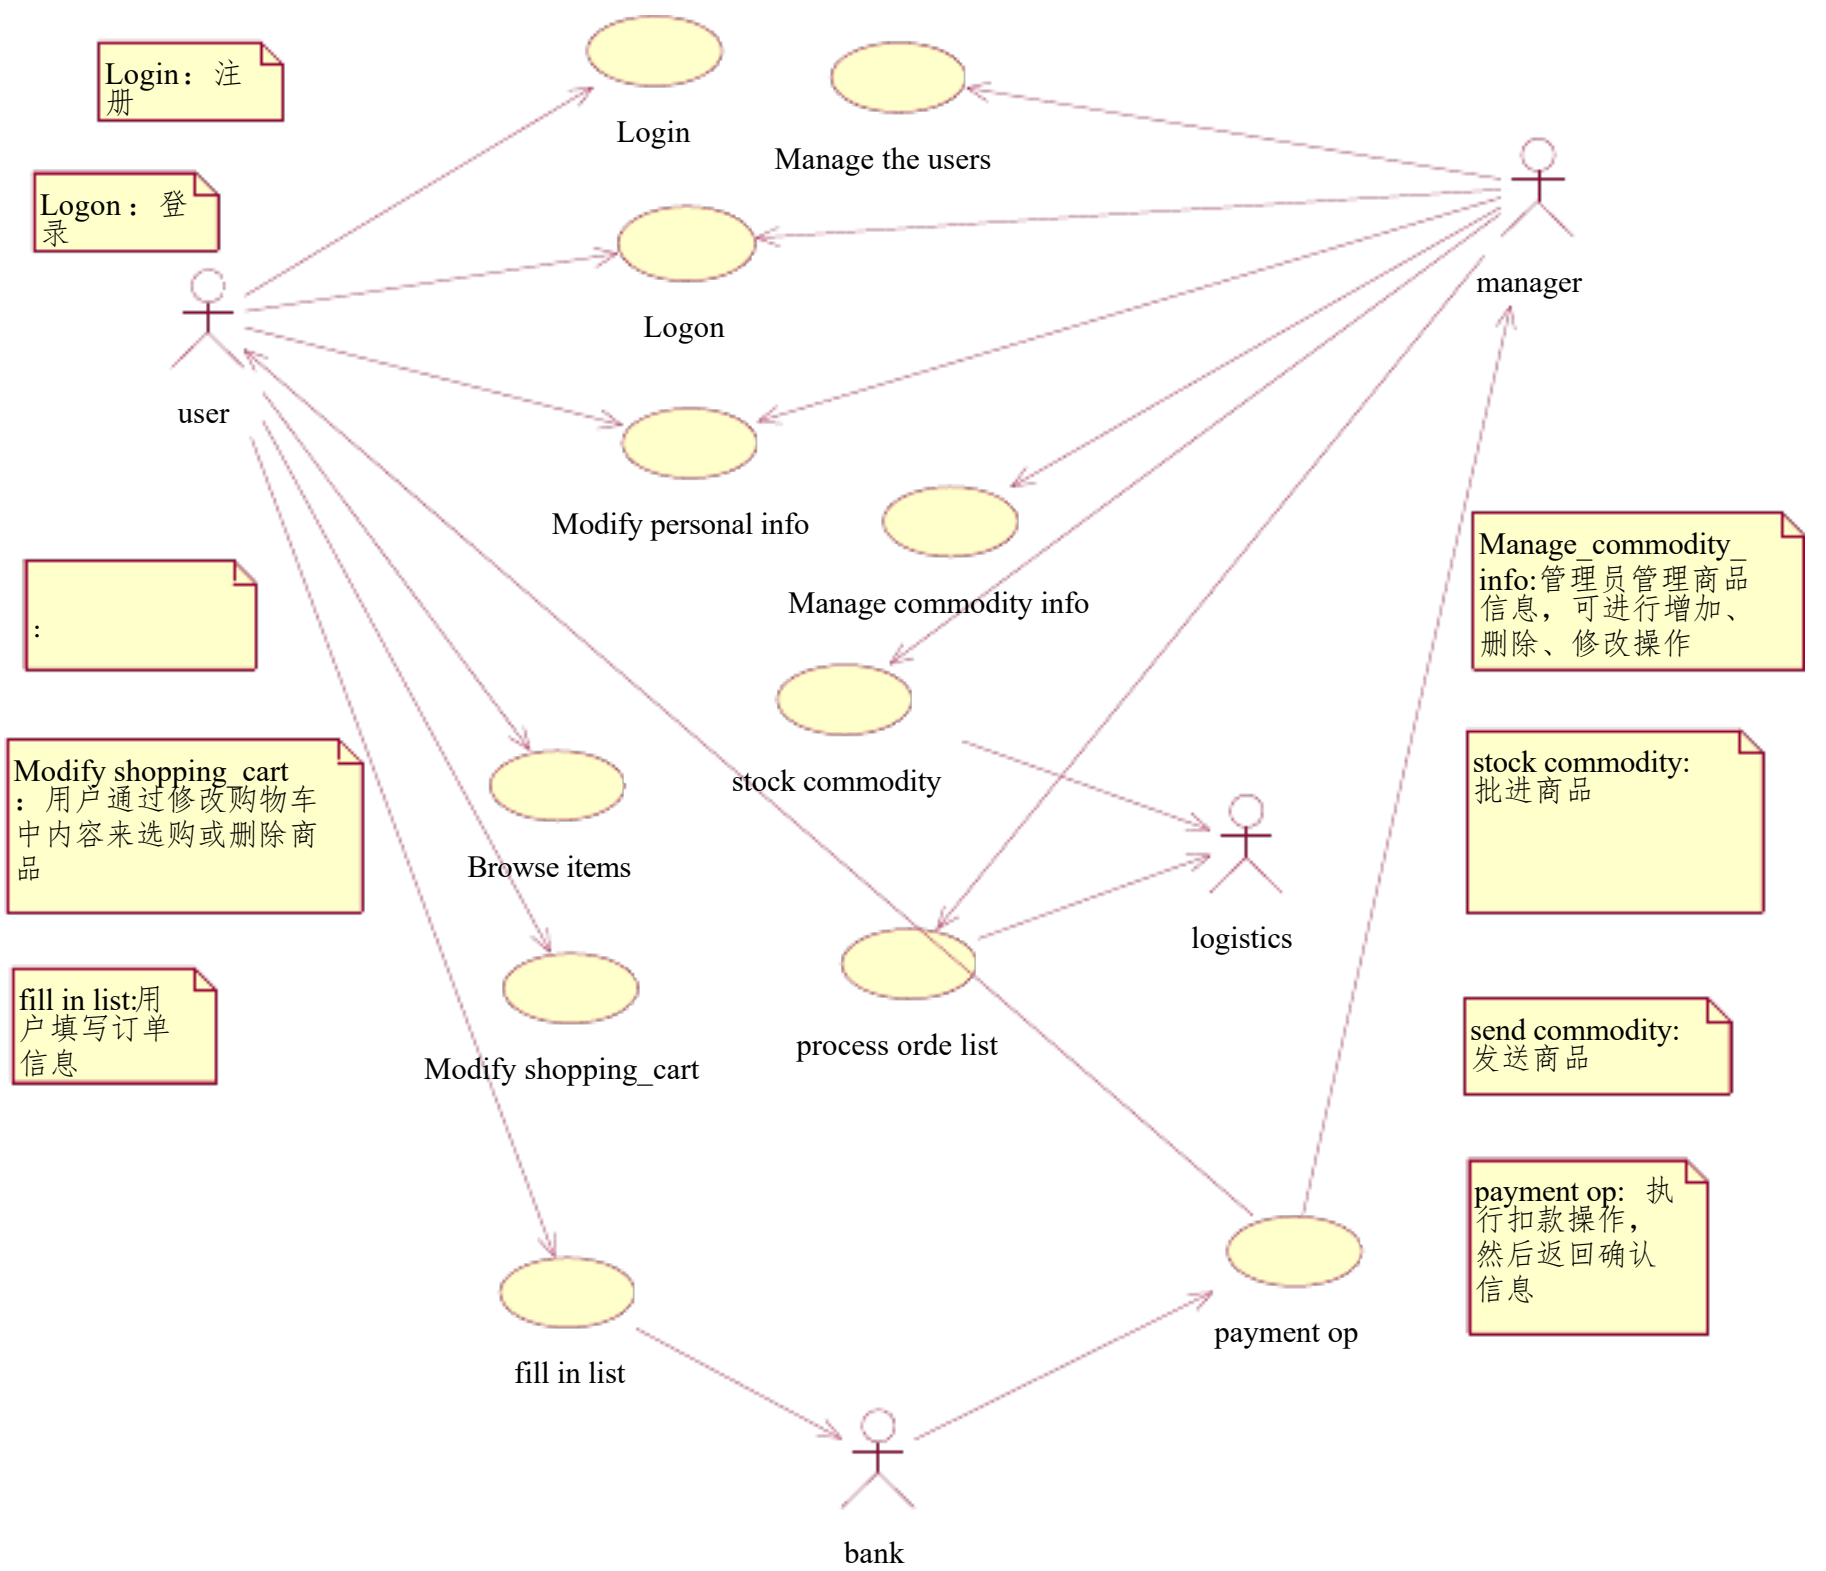 Login：注
册
Login
Manage the users
Logon：登
录
Logon
manager
user
Modify personal info
Manage commodity info
Manage_commodity_
info:管理员管理商品
信息，可进行增加、
删除、修改操作
：
Modify shopping_cart
：用户通过修改购物车
中内容来选购或删除商
品
stock commodity
stock commodity:
批进商品
Browse items
logistics
fill in list:用
户填写订单
信息
Modify shopping_cart
process orde list
send commodity:
发送商品
payment op: 执
行扣款操作，
然后返回确认
信息
payment op
fill in list
bank